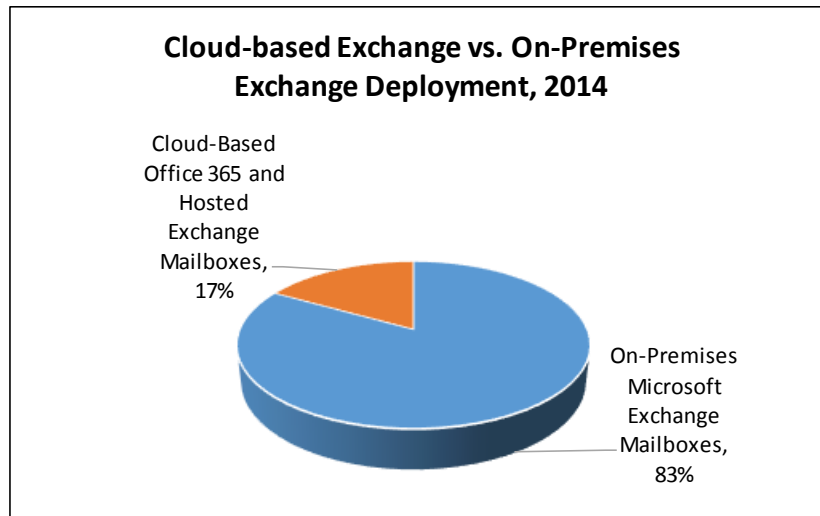 Cloud-based Exchange vs. On-Premises
Exchange Deployment, 2014
Cloud-Based
Office 365 and
Hosted
Exchange
Mailboxes,
17%
On-Premises
Microsoft
Exchange
Mailboxes,
83%